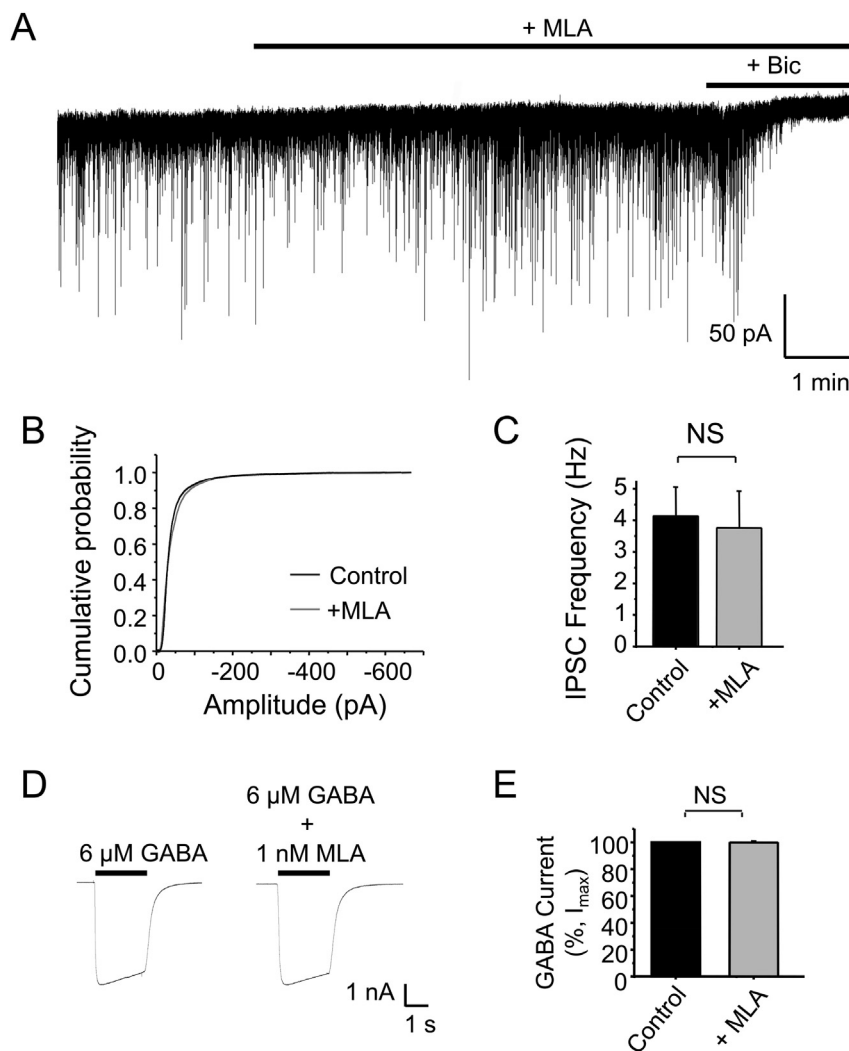 A
+ MLA
+ Bic
50 pA
1 min
B
Cumulative probability
1.0
0.8
0.6
0.4
0.2
0.0
0
-200
-400
-600
Amplitude (pA)
Control
+MLA
C
NS
IPSC Frequency (Hz)
5
4
3
2
1
0
Control
+MLA
D
6 µM GABA
6 µM GABA
+
1 nM MLA
1 nA
1 s
E
NS
GABA Current
(%, Imax)
100
80
60
40
20
0
Control
+ MLA